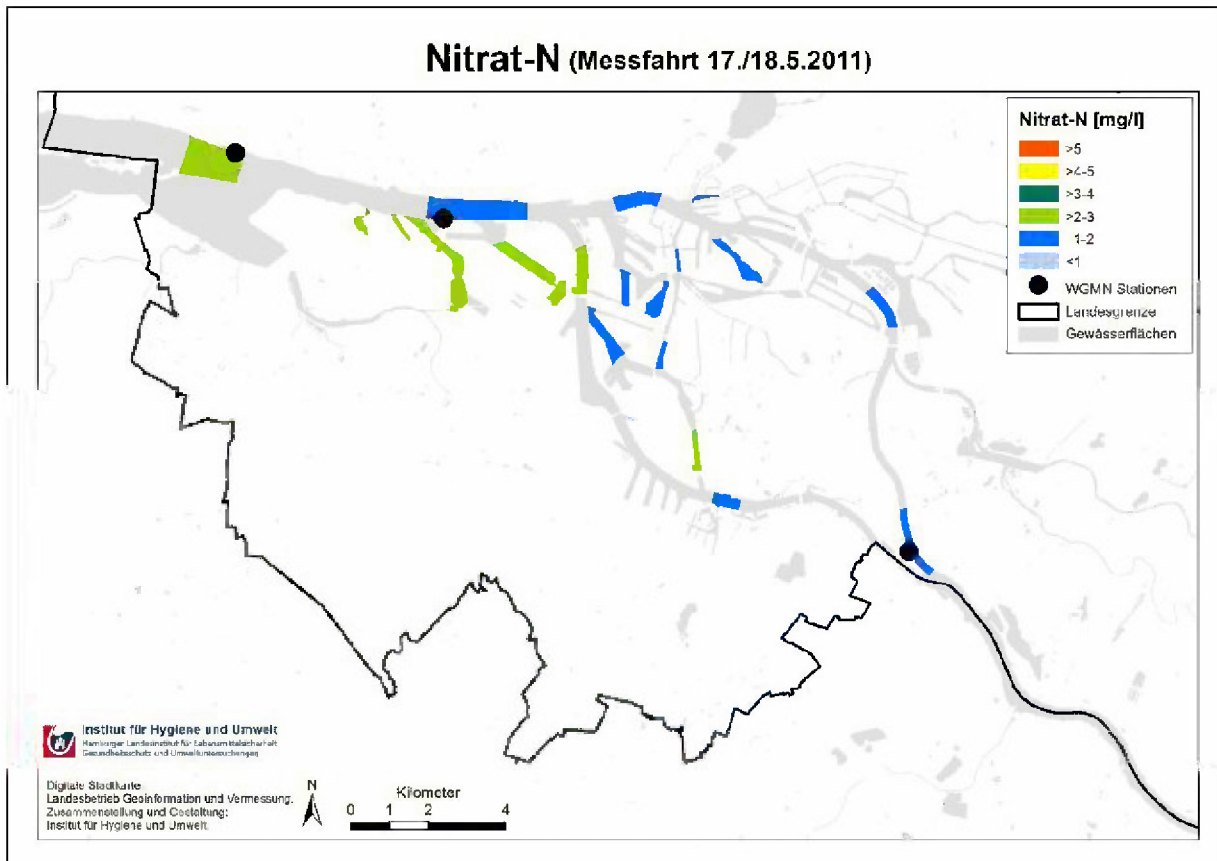 Nitrat-N (Messfahrt 17./18.5.2011)
Nitrat-N [mg/l]
>5
>4-5
>3-4
>2-3
1-2
<1
WGMN Stationen
Landesgrenze
Gewässerflächen
Institut für Hygiene und Umwelt
Hamburger Landesinstitut für Lebensmittelsicherheit
Gesundheitsschutz und Umweltuntersuchungen
Digitale Stadtkarte
Landesbetrieb Geoinformation und Vermessung.
Zusammenstellung und Gestaltung:
Institut für Hygiene und Umwelt
N
Kilometer
0 1 2 4